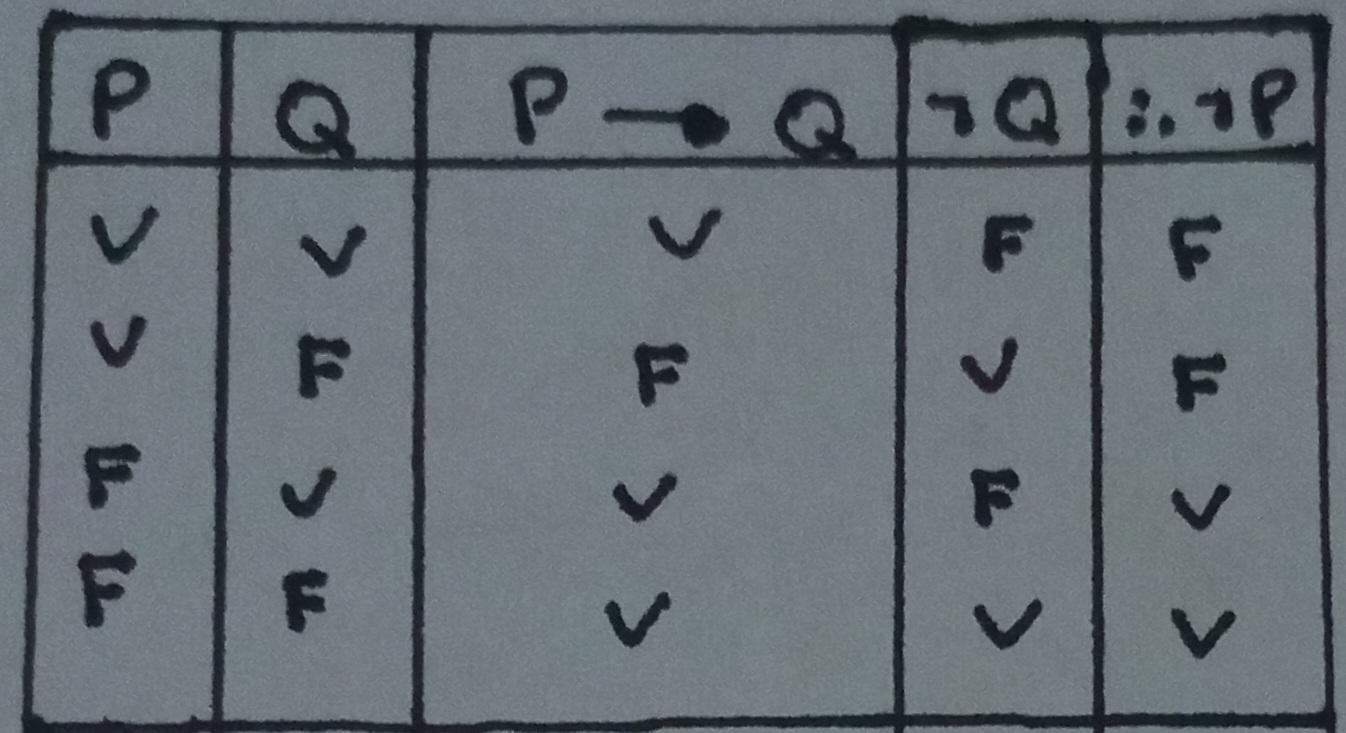 P Q P → Q ¬Q ∴ ¬P
V V V F F
V F F V F
F V V F V
F F V V V